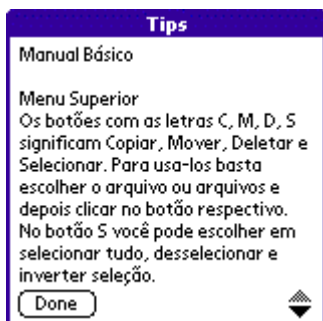 Tips
Manual Básico
Menu Superior
Os botões com as letras C, M, D, S
significam Copiar, Mover, Deletar e
Selecionar. Para usa-los basta
escolher o arquivo ou arquivos e
depois clicar no botão respectivo.
No botão S você pode escolher em
selecionar tudo, desselecionar e
inverter seleção.
Done